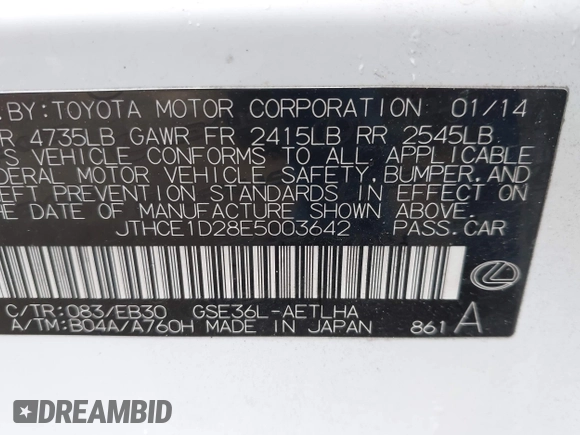 . BY: TOYOTA MOTOR CORPORATION 01/14
R 4735LB GAWR FR 2415LB RR 2545LB
S VEHICLE CONFORMS TO ALL APPLICABLE
DERAL MOTOR VEHICLE SAFETY, BUMPER, AND
EFT PREVENTION STANDARDS IN EFFECT ON
HE DATE OF MANUFACTURE SHOWN ABOVE.
JTHCE1D28E5003642 PASS. CAR
C/TR: 083/EB30 GSE36L-AETLHA
A/TM: B04A/A760H MADE IN JAPAN 861 A
DREAMBID